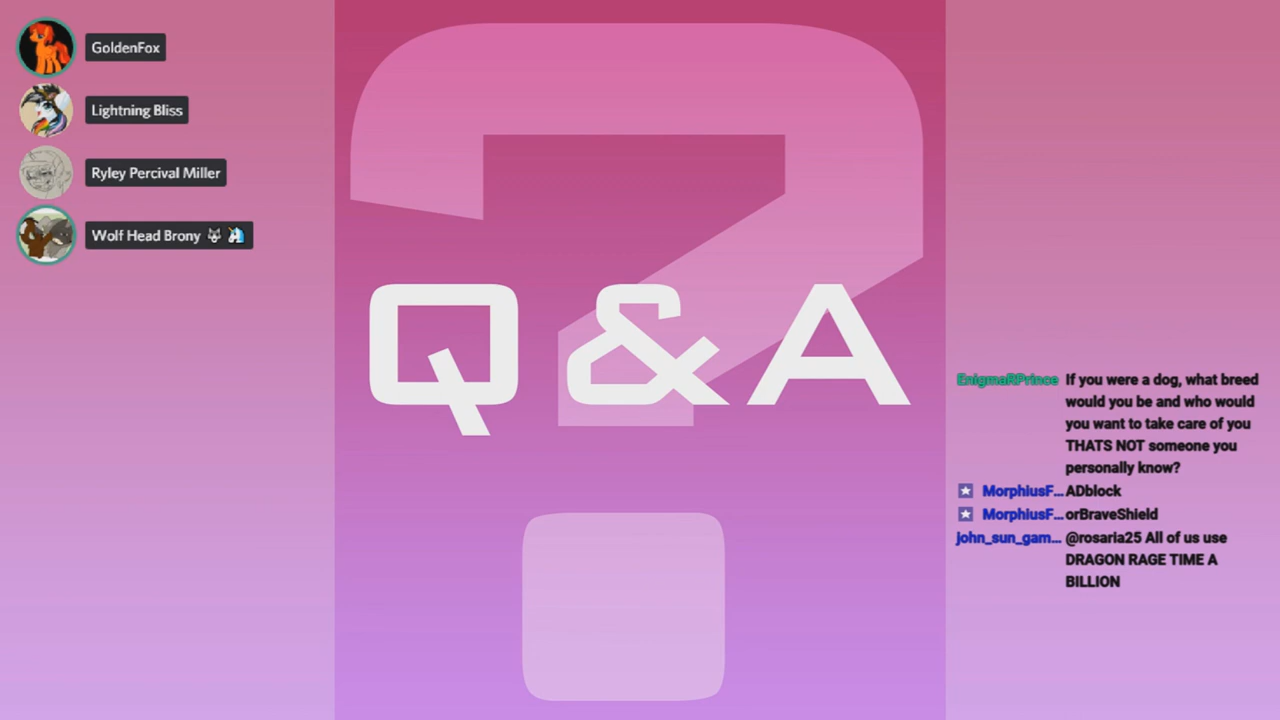 GoldenFox
Lightning Bliss
Ryley Percival Miller
Wolf Head Brony 🐺 🦄
?
Q & A
EnigmaRPrince If you were a dog, what breed
would you be and who would
you want to take care of you
THATS NOT someone you
personally know?
MorphiusF... ADblock
MorphiusF... orBraveShield
john_sun_gam... @rosaria25 All of us use
DRAGON RAGE TIME A
BILLION